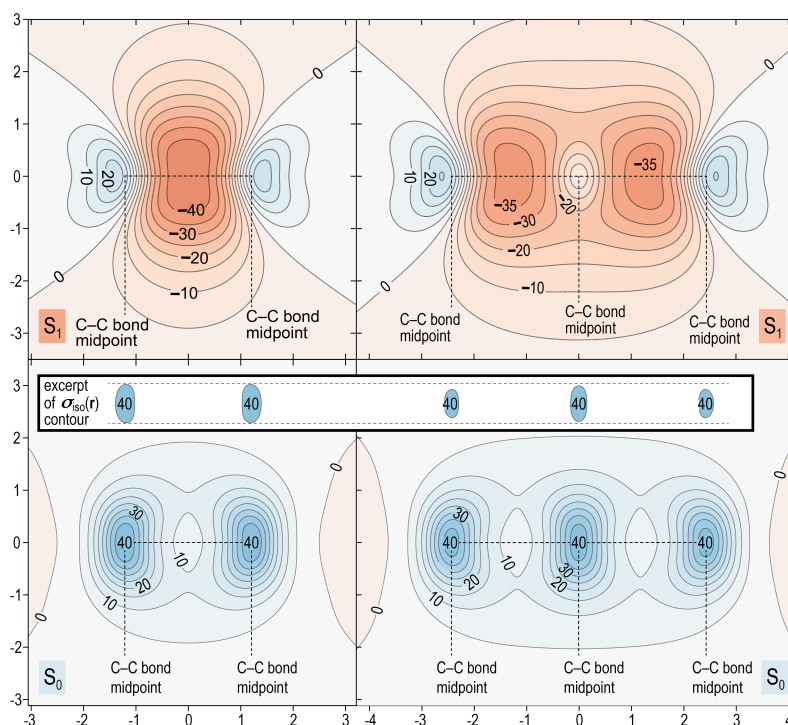 3
2
1
0
−1
−2
−3
0
10
20
−40
−30
−20
−10
0
S1
C–C bond
midpoint
C–C bond
midpoint
0
10
20
−35
−35
−20
−30
−20
−10
0
C–C bond
midpoint
C–C bond
midpoint
C–C bond
midpoint
S1
excerpt
of σiso(r)
contour
40
40
40
40
40
3
2
1
0
-1
-2
-3
0
30
40
40
10
20
10
0
S0
C–C bond
midpoint
C–C bond
midpoint
0
30
40
40
40
10
20
30
20
10
0
C–C bond
midpoint
C–C bond
midpoint
C–C bond
midpoint
S0
-3 -2 -1 0 1 2 3
-4 -3 -2 -1 0 1 2 3 4